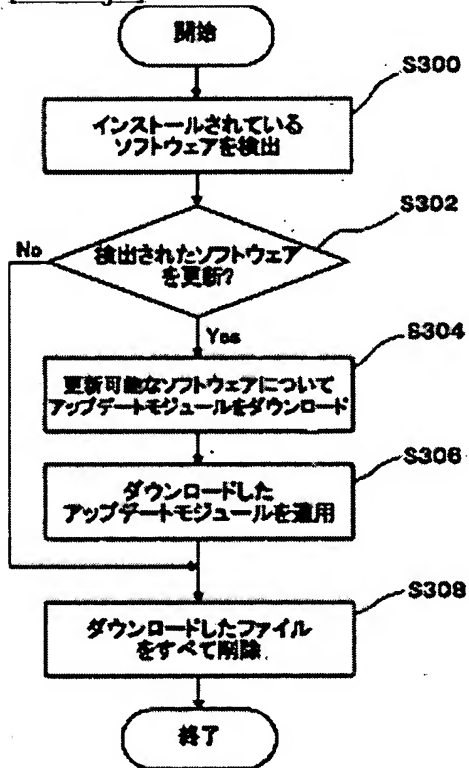 開始
S300
インストールされている
ソフトウェアを検出
S302
検出されたソフトウェア
を更新?
No
Yes
S304
更新可能なソフトウェアについて
アップデートモジュールをダウンロード
S306
ダウンロードした
アップデートモジュールを適用
S308
ダウンロードしたファイル
をすべて削除
終了